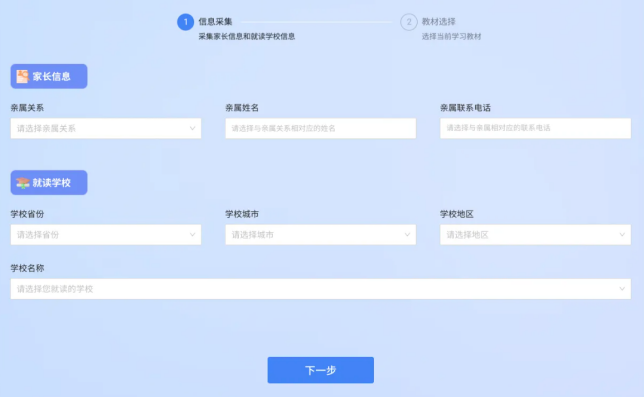 1 信息采集
采集家长信息和就读学校信息
2 教材选择
选择当前学习教材
家长信息
亲属关系
请选择亲属关系
亲属姓名
请选择与亲属关系相对应的姓名
亲属联系电话
请选择与亲属相对应的联系电话
就读学校
学校省份
请选择省份
学校城市
请选择城市
学校地区
请选择地区
学校名称
请选择您就读的学校
下一步